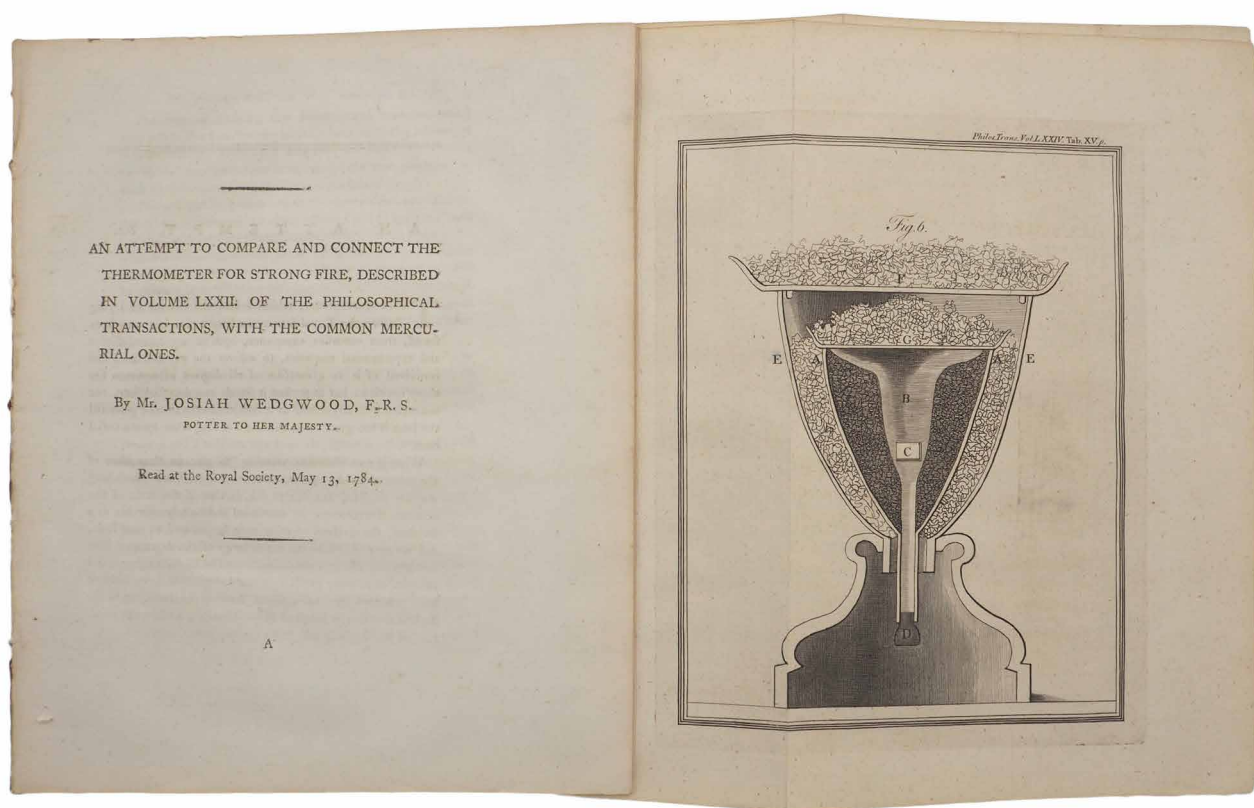 AN ATTEMPT TO COMPARE AND CONNECT THE
THERMOMETER FOR STRONG FIRE, DESCRIBED
IN VOLUME LXXII. OF THE PHILOSOPHICAL
TRANSACTIONS, WITH THE COMMON MERCU-
RIAL ONES.
By Mr. JOSIAH WEDGWOOD, F. R. S.
POTTER TO HER MAJESTY.
Read at the Royal Society, May 13, 1784.
A
Philos. Trans. Vol. LXXIV. Tab. XV. p.
Fig. 6.
F
G
E A A E
B
C
D